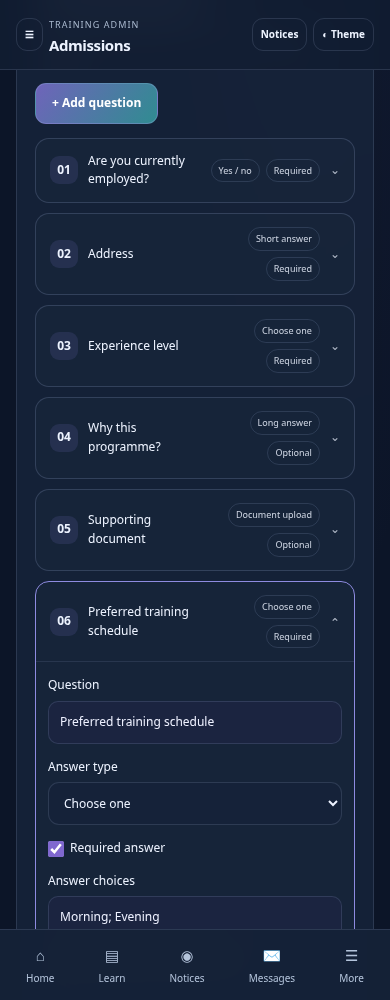 TRAINING ADMIN
Admissions
Notices
Theme
+ Add question
01
Are you currently
employed?
Yes / no
Required
02
Address
Short answer
Required
03
Experience level
Choose one
Required
04
Why this
programme?
Long answer
Optional
05
Supporting
document
Document upload
Optional
06
Preferred training
schedule
Choose one
Required
Question
Preferred training schedule
Answer type
Choose one
Required answer
Answer choices
Morning; Evening
Home
Learn
Notices
Messages
More